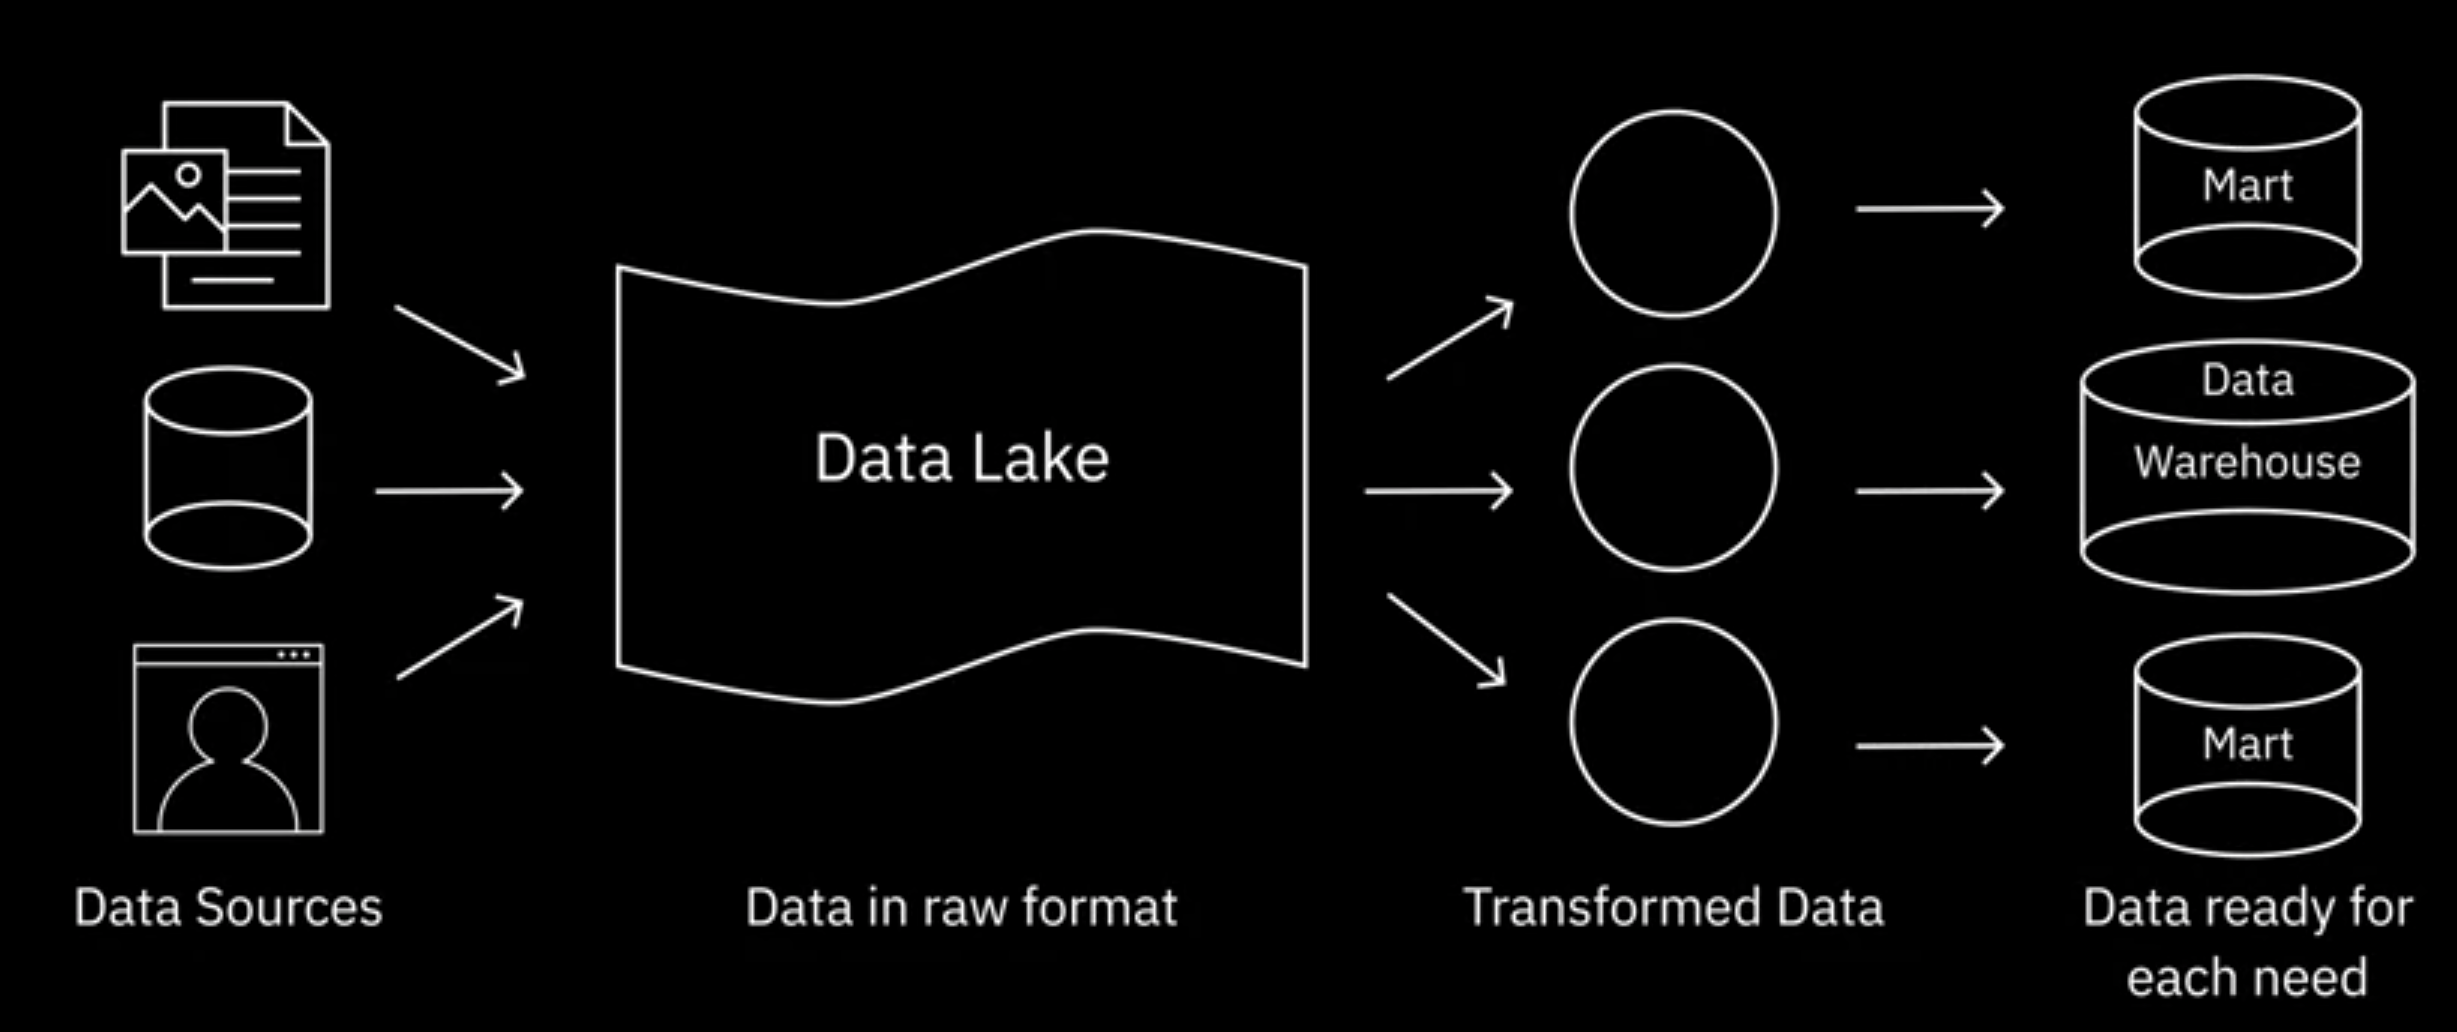 Mart
Data
Warehouse
Data Lake
Mart
Data Sources
Data in raw format
Transformed Data
Data ready for
each need